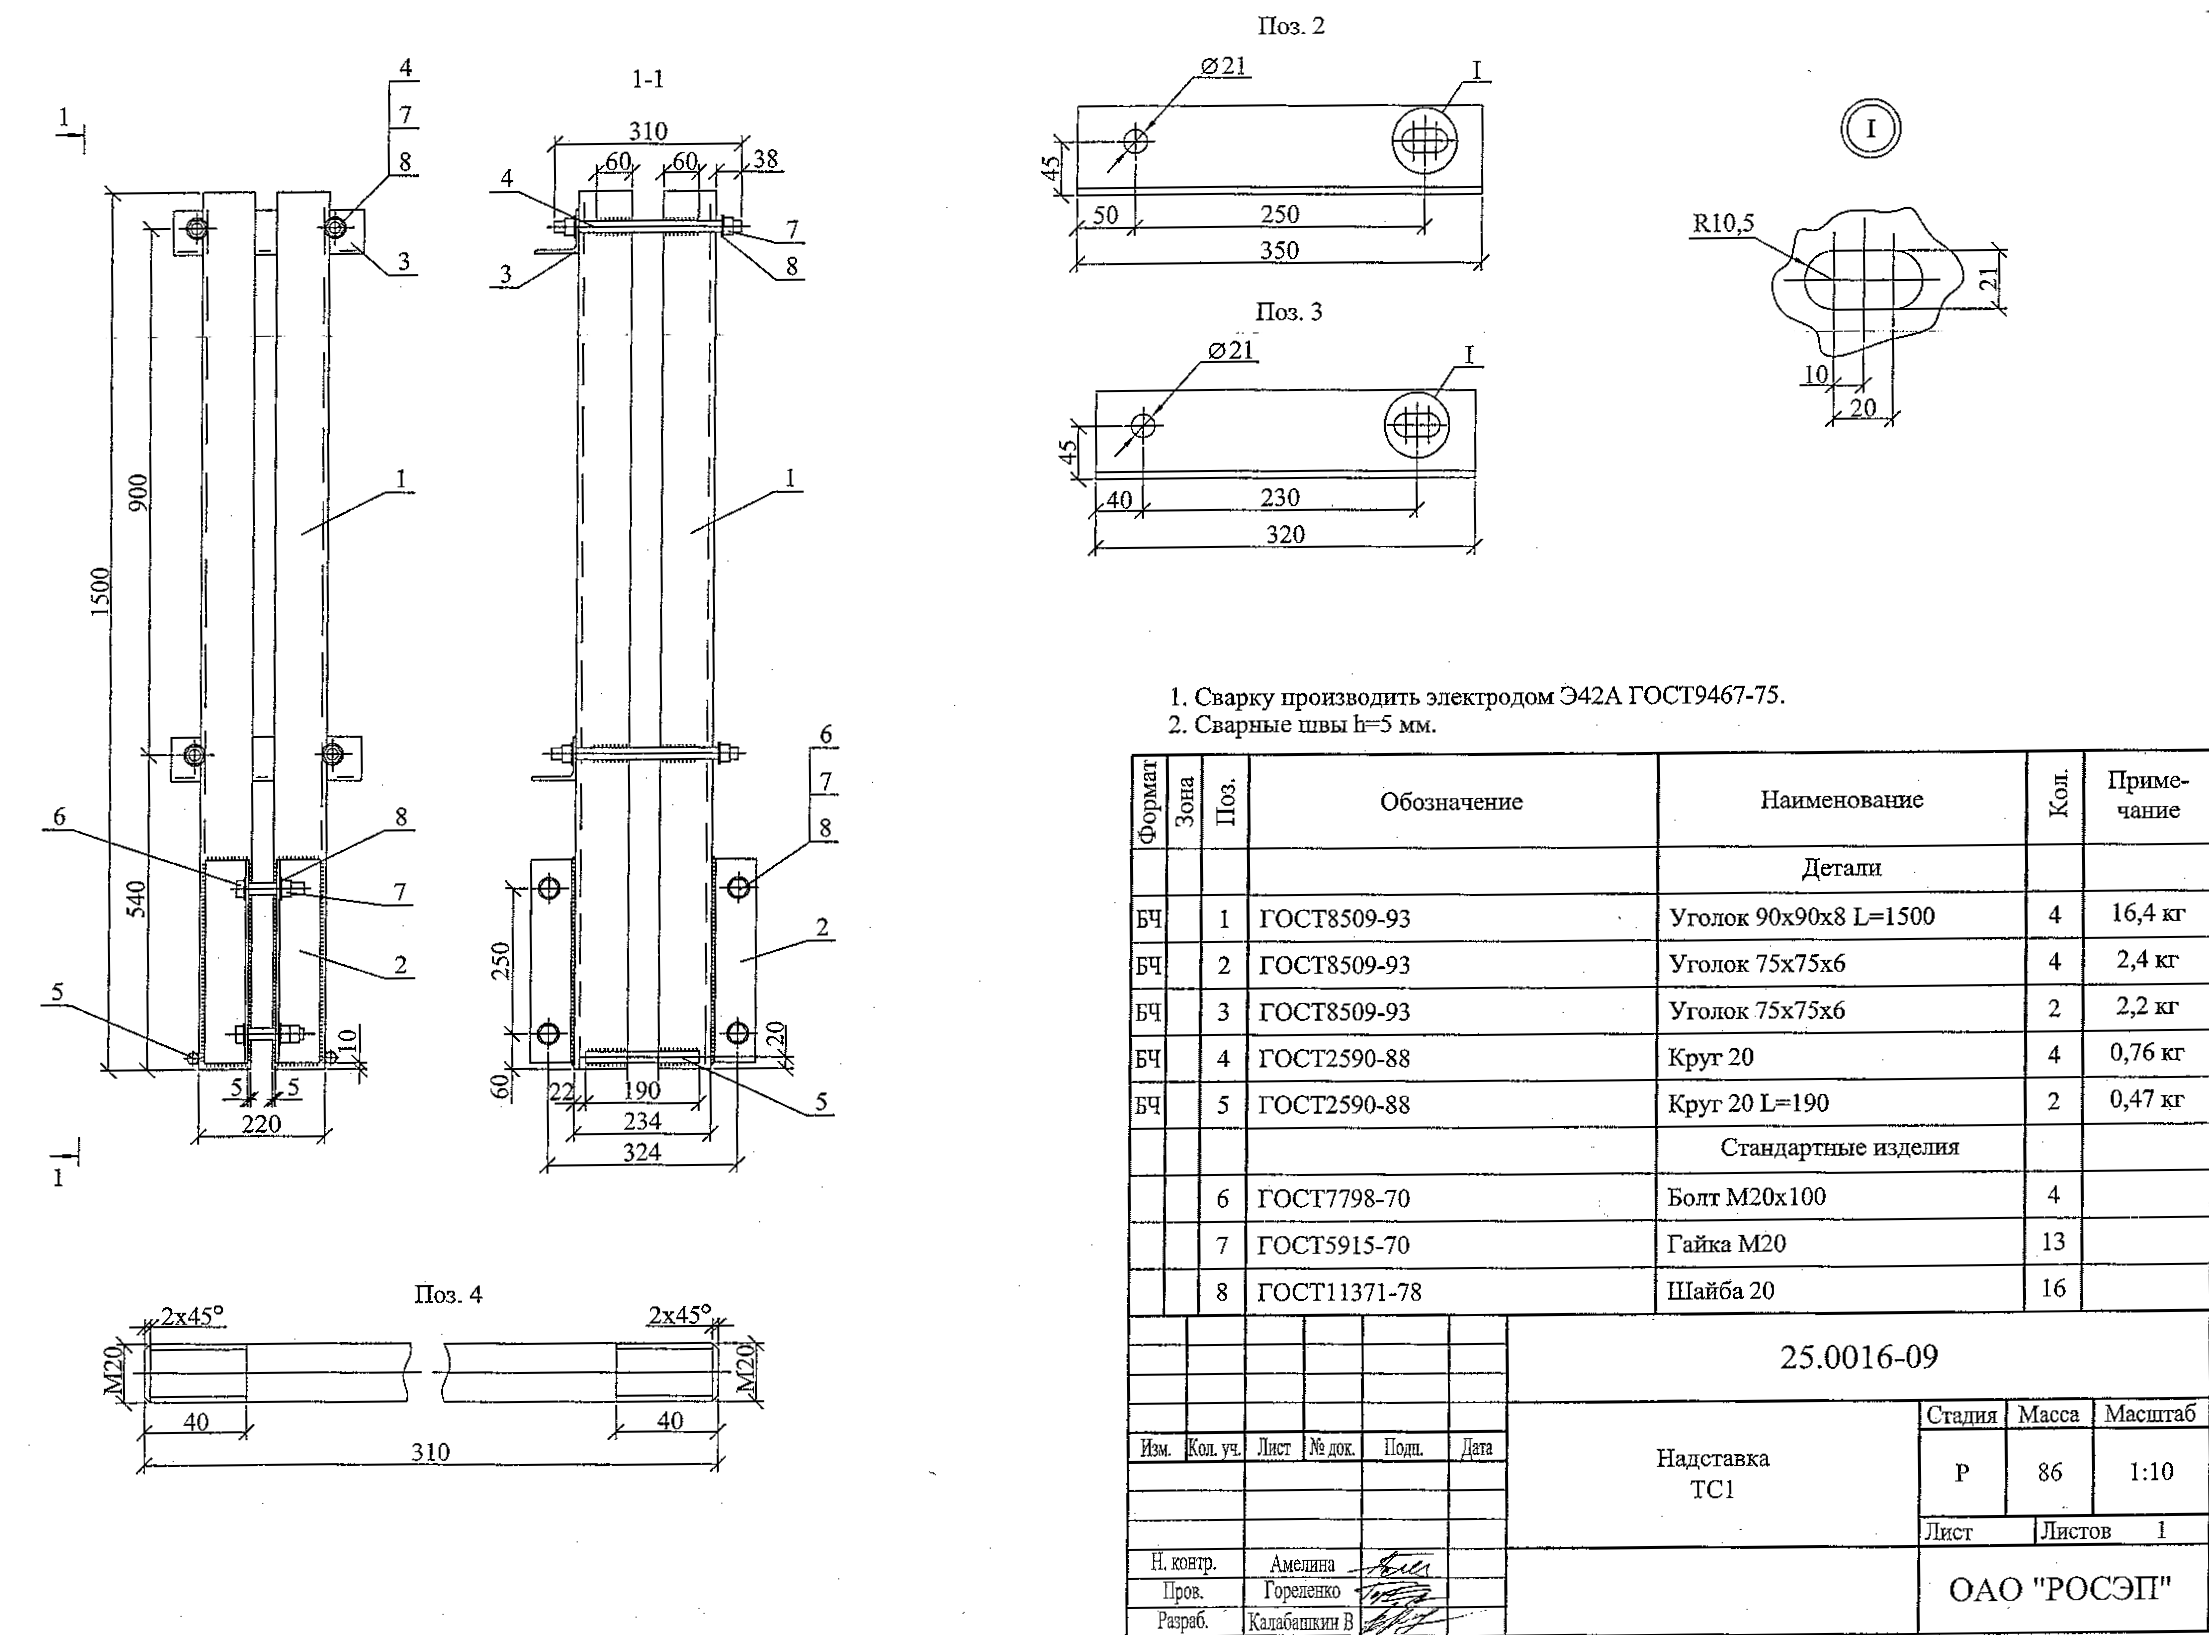 1
1
4
7
8
3
1
1500
900
540
6
8
7
2
5
10
5
5
220
1-1
310
60
60
38
4
3
7
8
1
6
7
8
2
250
60
20
22
190
5
234
324
Поз. 2
Ø21
I
45
50
250
350
Поз. 3
Ø21
I
45
40
230
320
I
R10,5
21
10
20
Поз. 4
2x45°
2x45°
M20
M20
40
40
310
1. Сварку производить электродом Э42А ГОСТ9467-75.
2. Сварные швы h=5 мм.
Формат Зона Поз. Обозначение Наименование Кол. Приме-
чание
Детали
БЧ 1 ГОСТ8509-93 Уголок 90х90х8 L=1500 4 16,4 кг
БЧ 2 ГОСТ8509-93 Уголок 75х75х6 4 2,4 кг
БЧ 3 ГОСТ8509-93 Уголок 75х75х6 2 2,2 кг
БЧ 4 ГОСТ2590-88 Круг 20 4 0,76 кг
БЧ 5 ГОСТ2590-88 Круг 20 L=190 2 0,47 кг
Стандартные изделия
6 ГОСТ7798-70 Болт М20х100 4
7 ГОСТ5915-70 Гайка М20 13
8 ГОСТ11371-78 Шайба 20 16
25.0016-09
Изм. Кол. уч. Лист № док. Подп. Дата
Надставка
ТС1
Стадия Масса Масштаб
Р 86 1:10
Лист Листов 1
Н. контр. Амелина
Пров. Гореленко
Разраб. Калабашкин В
ОАО "РОСЭП"